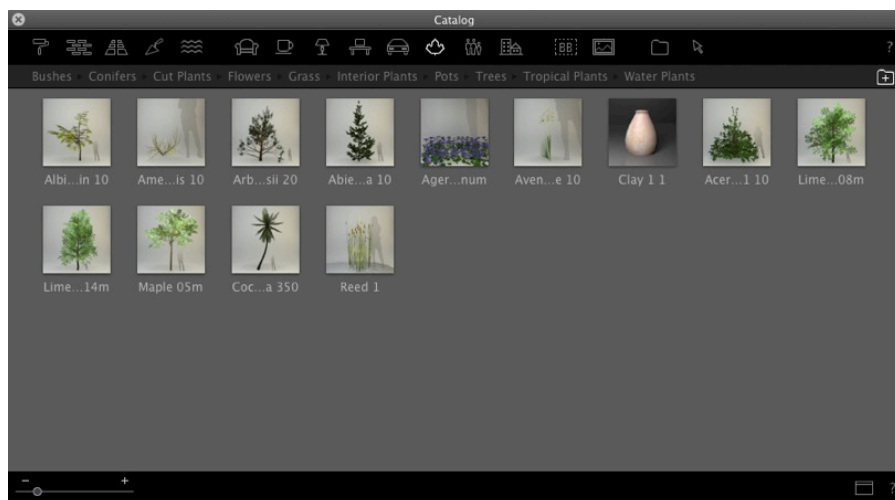 Catalog
?
Bushes Conifers Cut Plants Flowers Grass Interior Plants Pots Trees Tropical Plants Water Plants
Albi...in 10 Ame...is 10 Arb...sii 20 Abie...a 10 Ager...num Aven...e 10 Clay 1 1 Acer...1 10 Lime...08m
Lime...14m Maple 05m Coc...a 350 Reed 1
− +